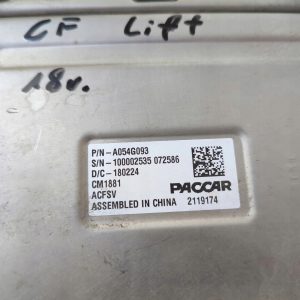 CF Lift
18v.
P/N-A054G093
S/N-100002535 072586
D/C-180224
CM1881
ACFSV
PACCAR
ASSEMBLED IN CHINA 2119174